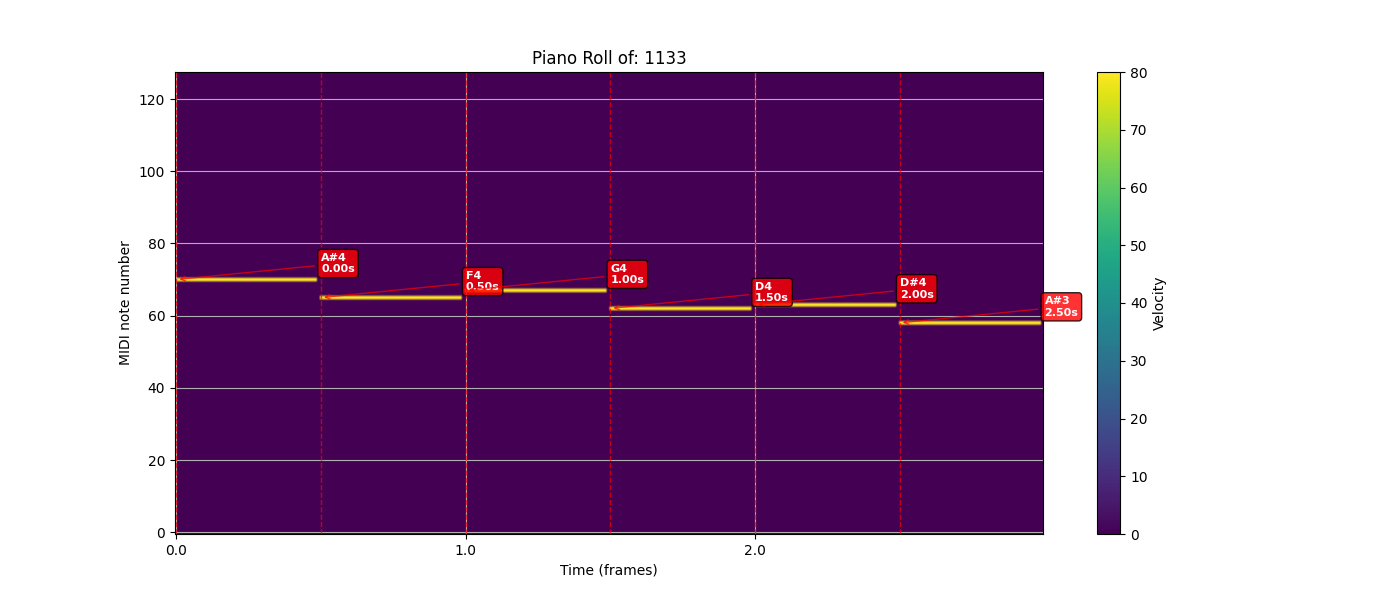 Piano Roll of: 1133
MIDI note number
120
100
80
60
40
20
0
A#4
0.00s
F4
0.50s
G4
1.00s
D4
1.50s
D#4
2.00s
A#3
2.50s
0.0
1.0
2.0
Time (frames)
80
70
60
50
40
30
20
10
0
Velocity